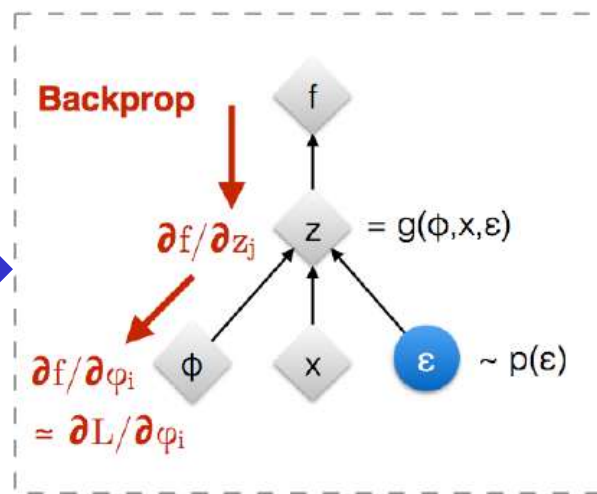 f
Backprop
∂f/∂zⱼ
z
= g(ϕ,x,ε)
∂f/∂φᵢ
≃ ∂L/∂φᵢ
ϕ
x
ε
~ p(ε)